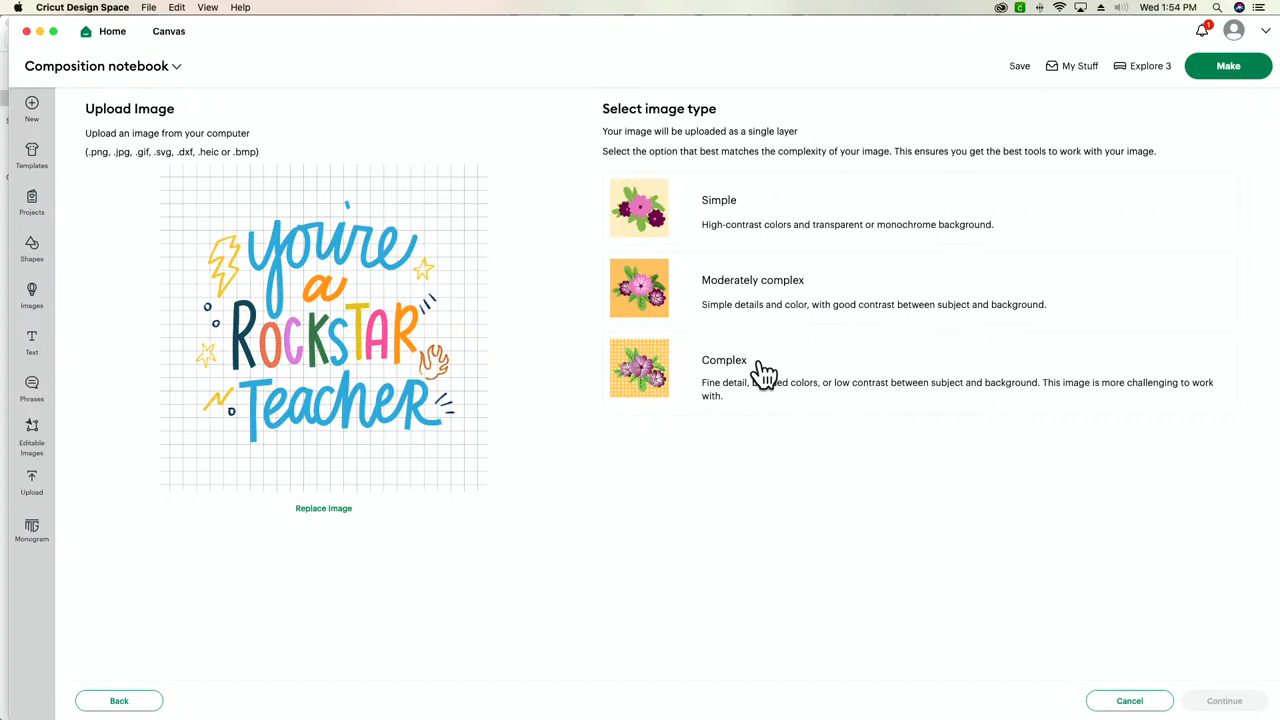 Cricut Design Space File Edit View Help
Wed 1:54 PM
Home Canvas
1
Composition notebook
Save My Stuff Explore 3 Make
New
Templates
Projects
Shapes
Images
Text
Phrases
Editable
Images
Upload
Monogram
Upload Image
Upload an image from your computer
(.png, .jpg, .gif, .svg, .dxf, .heic or .bmp)
you're
a
ROCKSTAR
Teacher
Replace Image
Select image type
Your image will be uploaded as a single layer
Select the option that best matches the complexity of your image. This ensures you get the best tools to work with your image.
Simple
High-contrast colors and transparent or monochrome background.
Moderately complex
Simple details and color, with good contrast between subject and background.
Complex
Fine detail, colors, or low contrast between subject and background. This image is more challenging to work
with.
Back
Cancel Continue